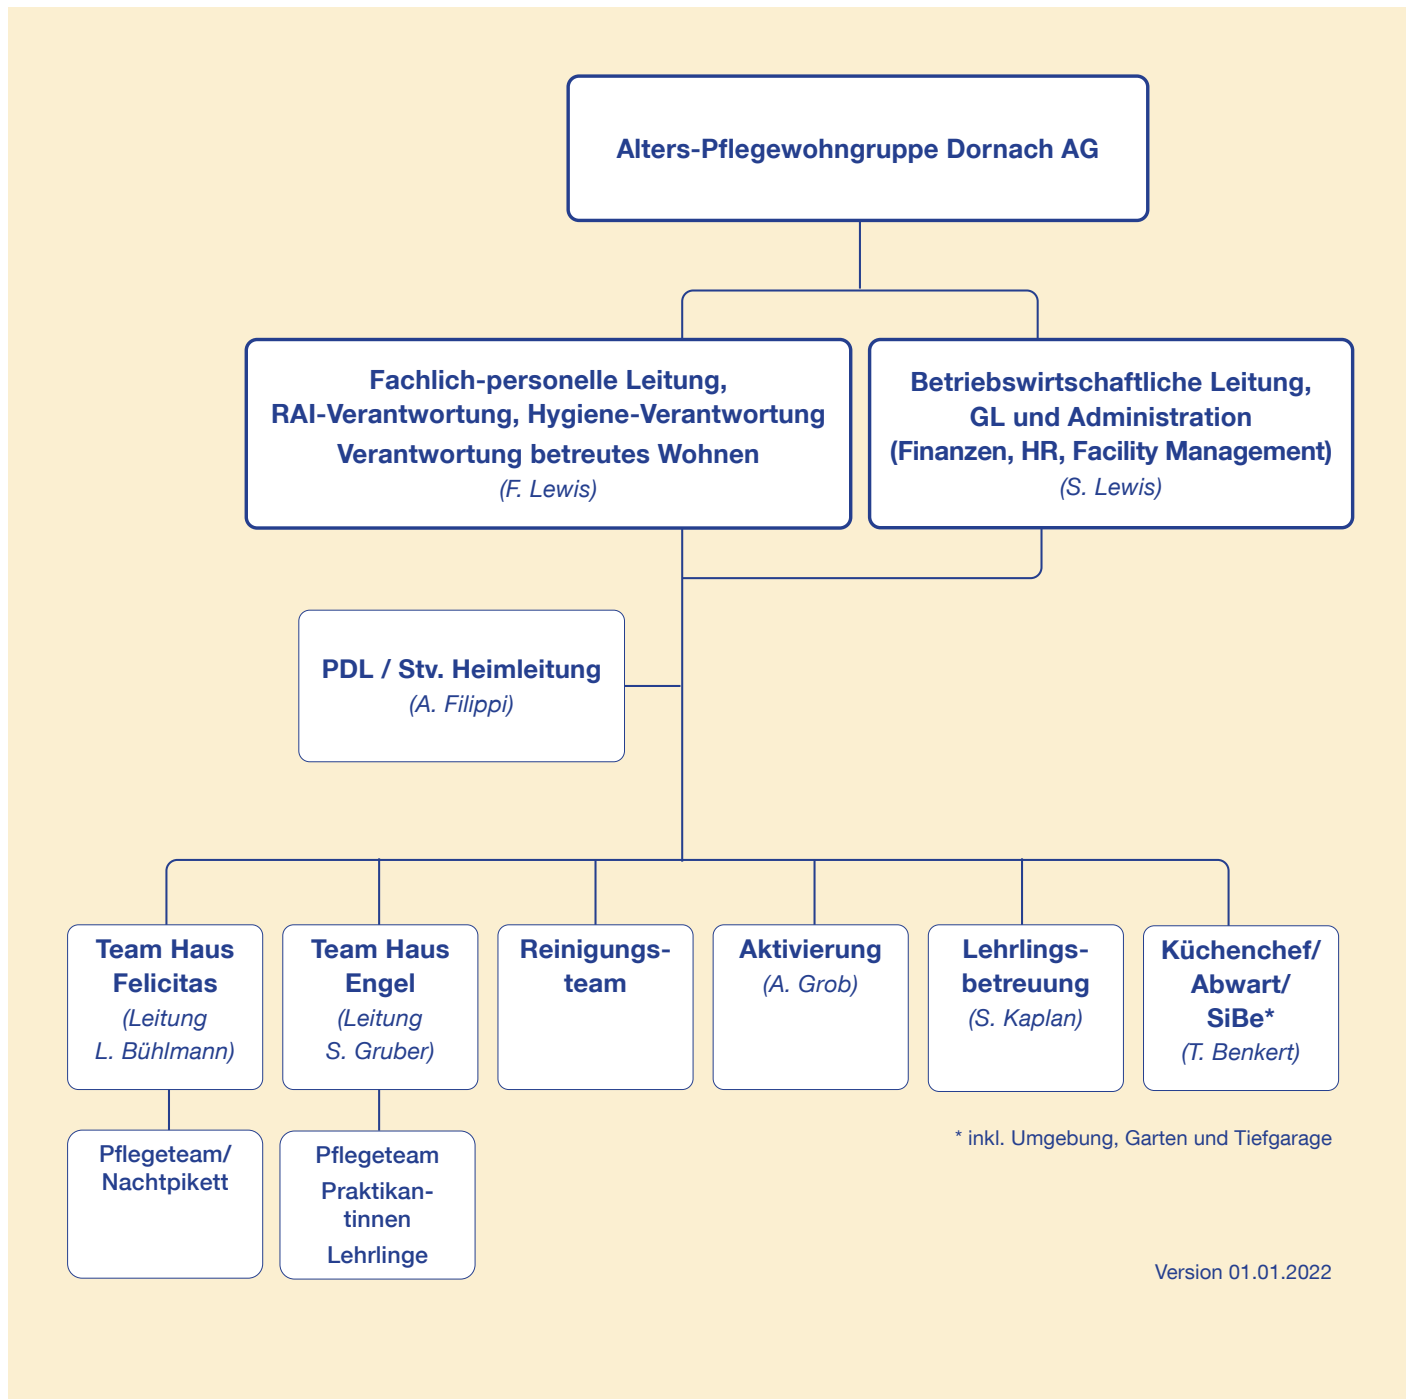 Alters-Pflegewohngruppe Dornach AG
Fachlich-personelle Leitung,
RAI-Verantwortung, Hygiene-Verantwortung
Verantwortung betreutes Wohnen
(F. Lewis)
Betriebswirtschaftliche Leitung,
GL und Administration
(Finanzen, HR, Facility Management)
(S. Lewis)
PDL / Stv. Heimleitung
(A. Filippi)
Team Haus
Felicitas
(Leitung
L. Bühlmann)
Team Haus
Engel
(Leitung
S. Gruber)
Reinigungs-
team
Aktivierung
(A. Grob)
Lehrlings-
betreuung
(S. Kaplan)
Küchenchef/
Abwart/
SiBe*
(T. Benkert)
Pflegeteam/
Nachtpikett
Pflegeteam
Praktikan-
tinnen
Lehrlinge
* inkl. Umgebung, Garten und Tiefgarage
Version 01.01.2022